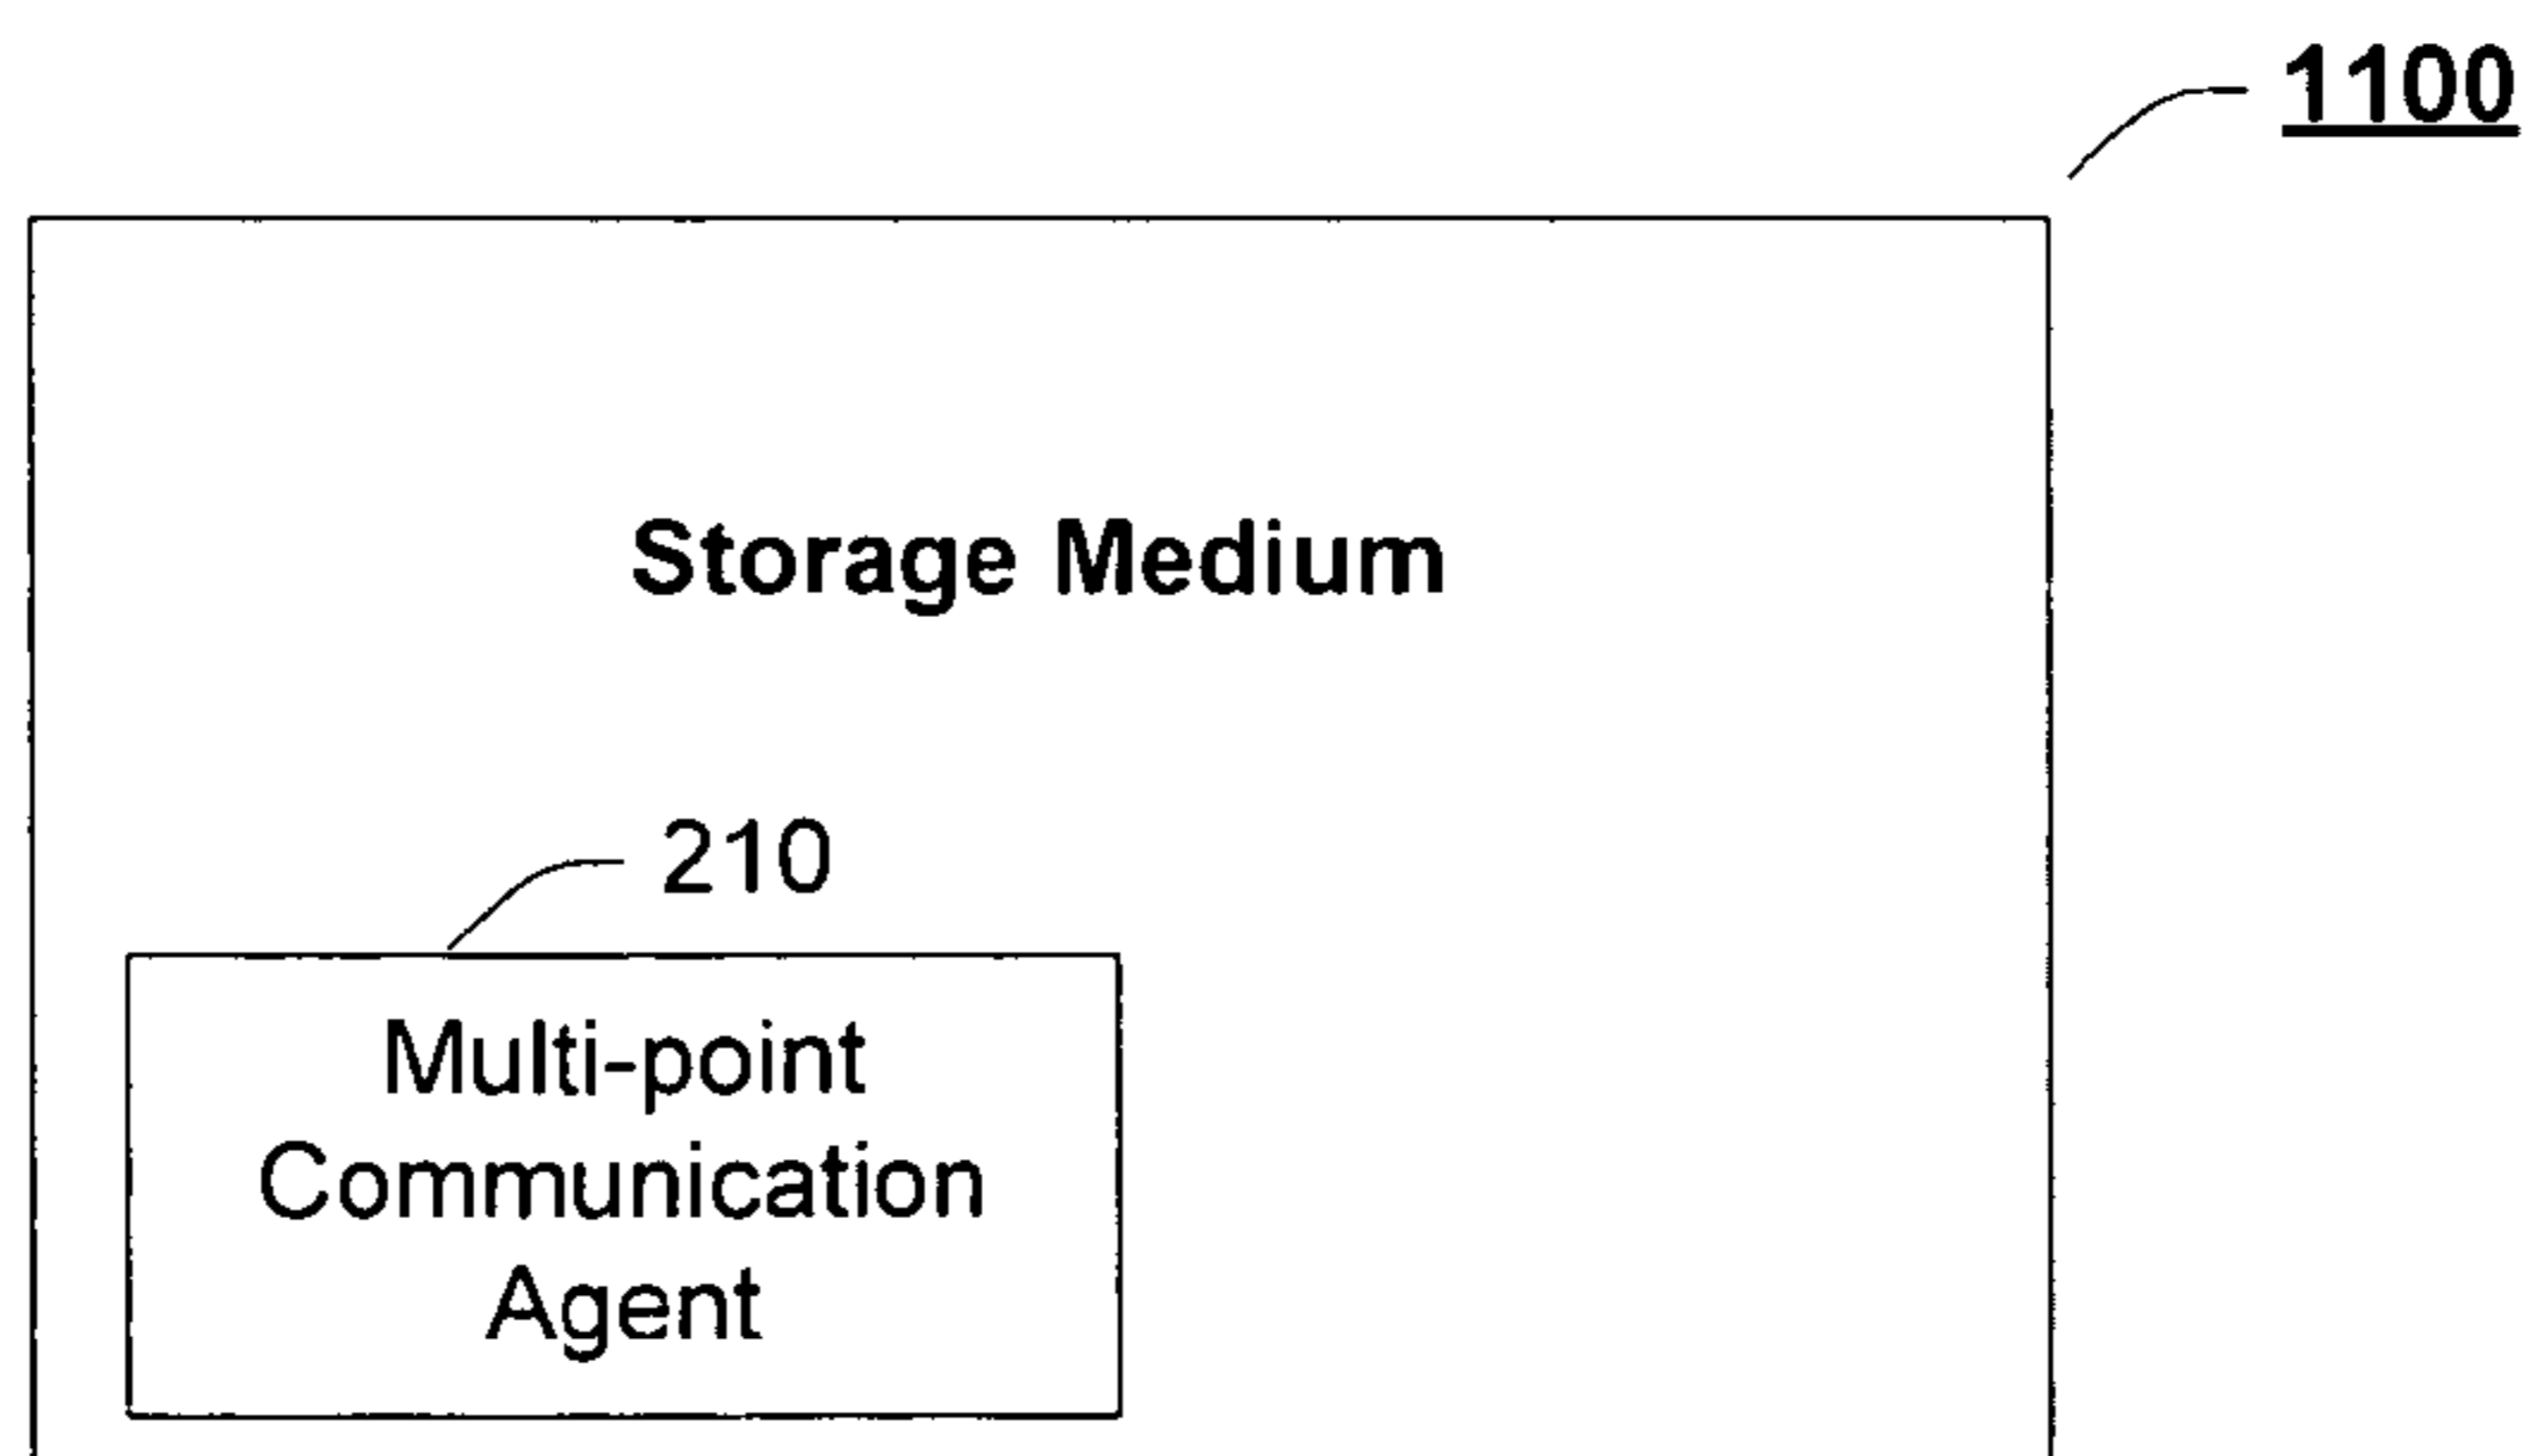 1100
Storage Medium
210
Multi-point
Communication
Agent